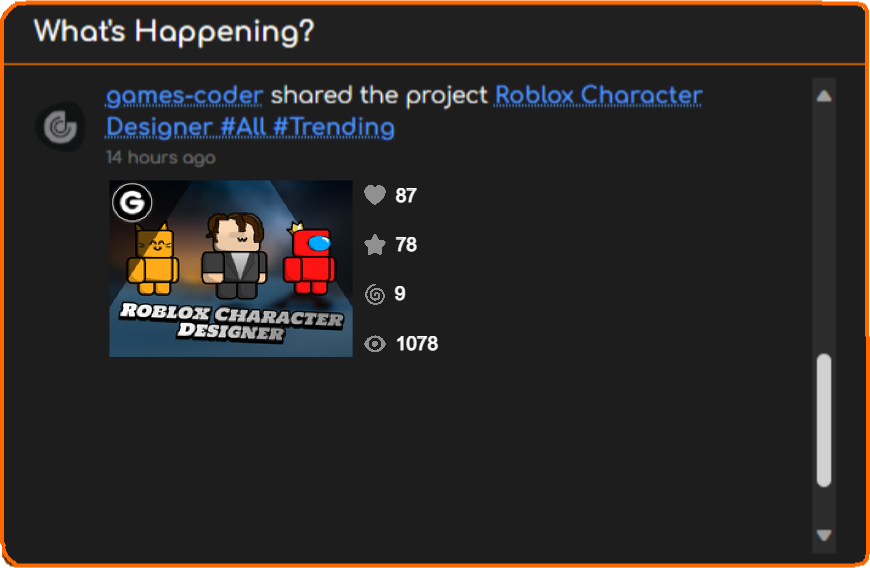 What's Happening?
games-coder shared the project Roblox Character
Designer #All #Trending
14 hours ago
G
87
78
9
1078
ROBLOX CHARACTER
DESIGNER